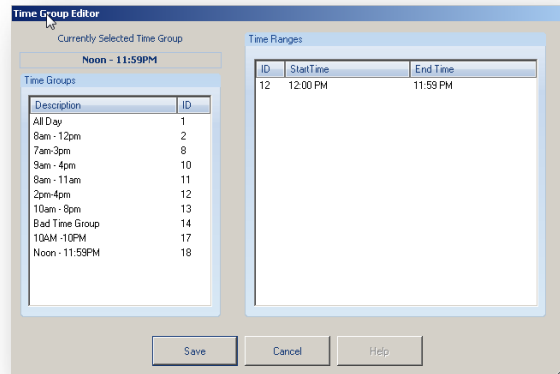 Time Group Editor
Currently Selected Time Group
Noon - 11:59PM
Time Groups
Description ID
All Day 1
8am - 12pm 2
7am-3pm 8
9am - 4pm 10
8am - 11am 11
2pm-4pm 12
10am - 8pm 13
Bad Time Group 14
10AM -10PM 17
Noon - 11:59PM 18
Time Ranges
ID StartTime End Time
12 12:00 PM 11:59 PM
Save Cancel Help